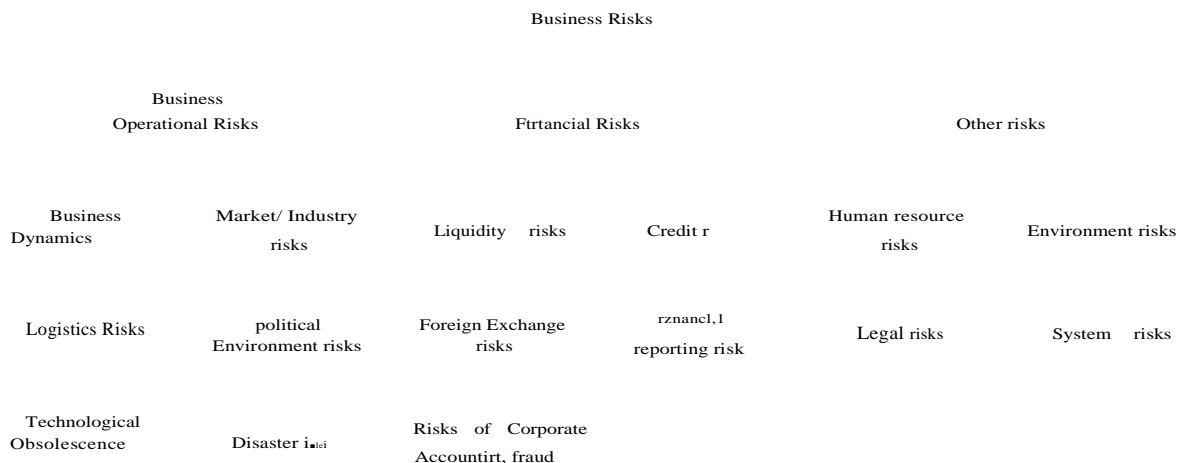 Business Risks
Business
Operational Risks
Ftrtancial Risks
Other risks
Business
Dynamics
Market/ Industry
risks
Liquidity risks
Credit r
Human resource
risks
Environment risks
Logistics Risks
political
Environment risks
Foreign Exchange
risks
rznancl,1
reporting risk
Legal risks
System risks
Technological
Obsolescence
Disaster
Risks of Corporate
Accountirt, fraud